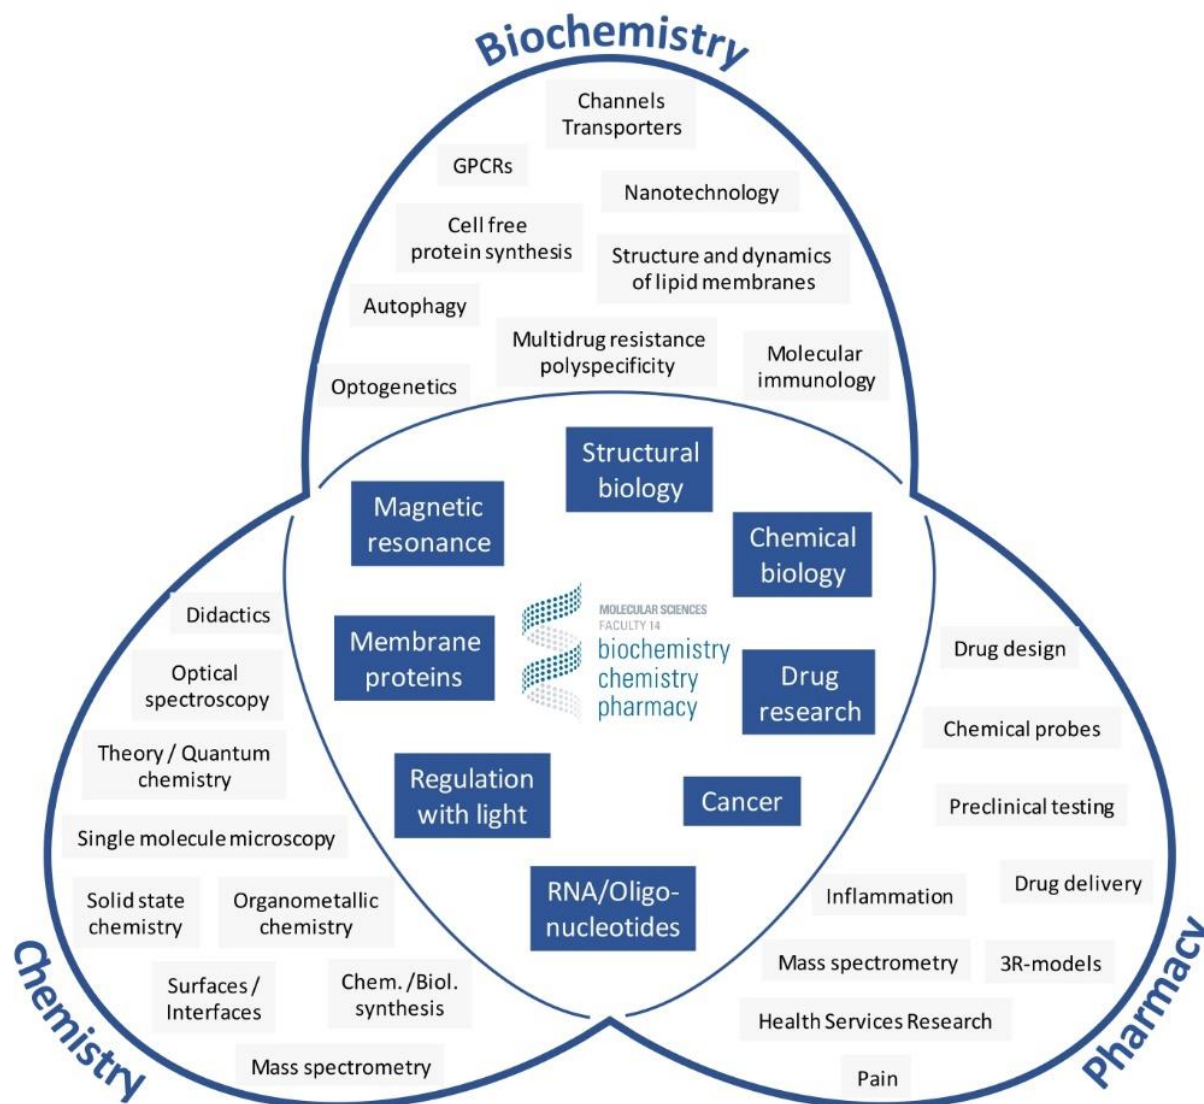 Biochemistry
Channels
Transporters
GPCRs
Nanotechnology
Cell free
protein synthesis
Structure and dynamics
of lipid membranes
Autophagy
Multidrug resistance
polyspecificity
Molecular
immunology
Optogenetics
Structural
biology
Magnetic
resonance
Chemical
biology
MOLECULAR SCIENCES
FACULTY 14
biochemistry
chemistry
pharmacy
Membrane
proteins
Drug
research
Regulation
with light
Cancer
RNA/Oligo-
nucleotides
Didactics
Optical
spectroscopy
Theory / Quantum
chemistry
Single molecule microscopy
Solid state
chemistry
Organometallic
chemistry
Surfaces /
Interfaces
Chem. /Biol.
synthesis
Mass spectrometry
Chemistry
Drug design
Chemical probes
Preclinical testing
Drug delivery
Inflammation
Mass spectrometry
3R-models
Health Services Research
Pain
Pharmacy